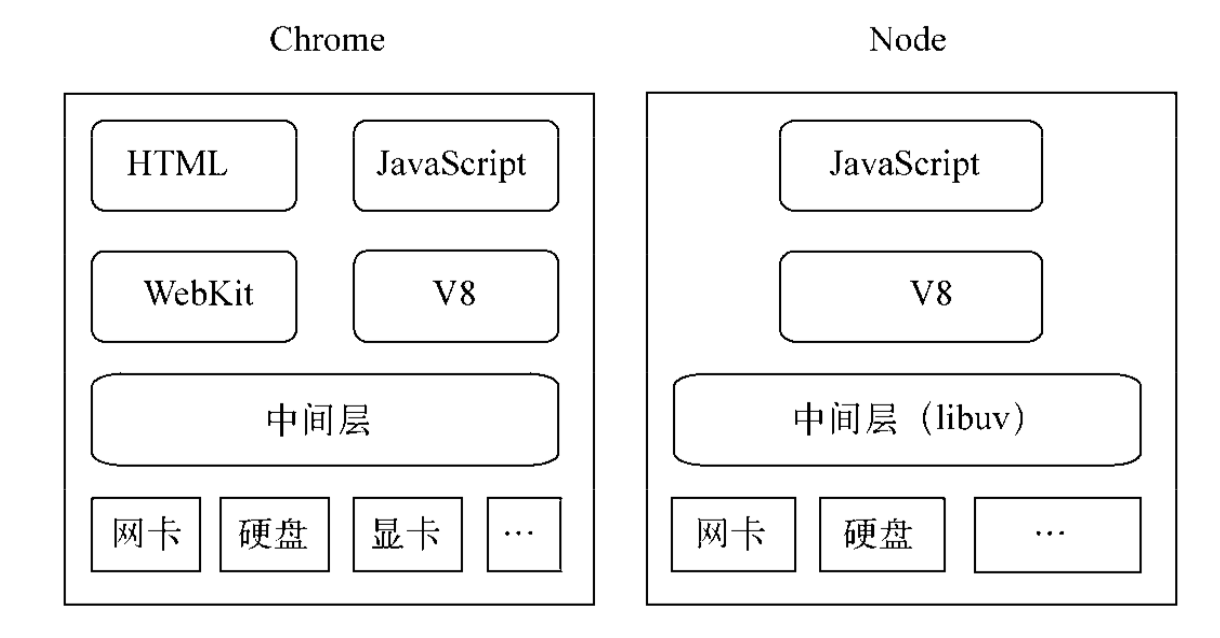 Chrome
Node
HTML
JavaScript
JavaScript
WebKit
V8
V8
中间层
中间层（libuv）
网卡
硬盘
显卡
…
网卡
硬盘
…